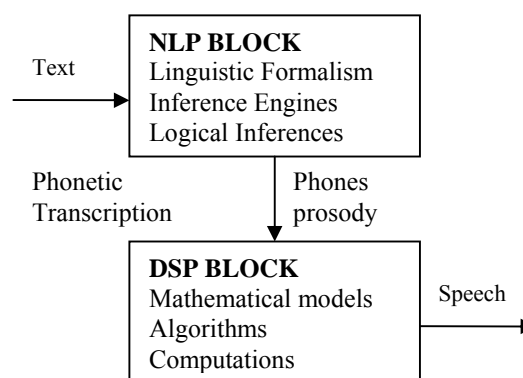 NLP BLOCK
Text
Linguistic Formalism
Inference Engines
Logical Inferences
Phonetic
Transcription
Phones
prosody
DSP BLOCK
Mathematical models
Algorithms
Computations
Speech